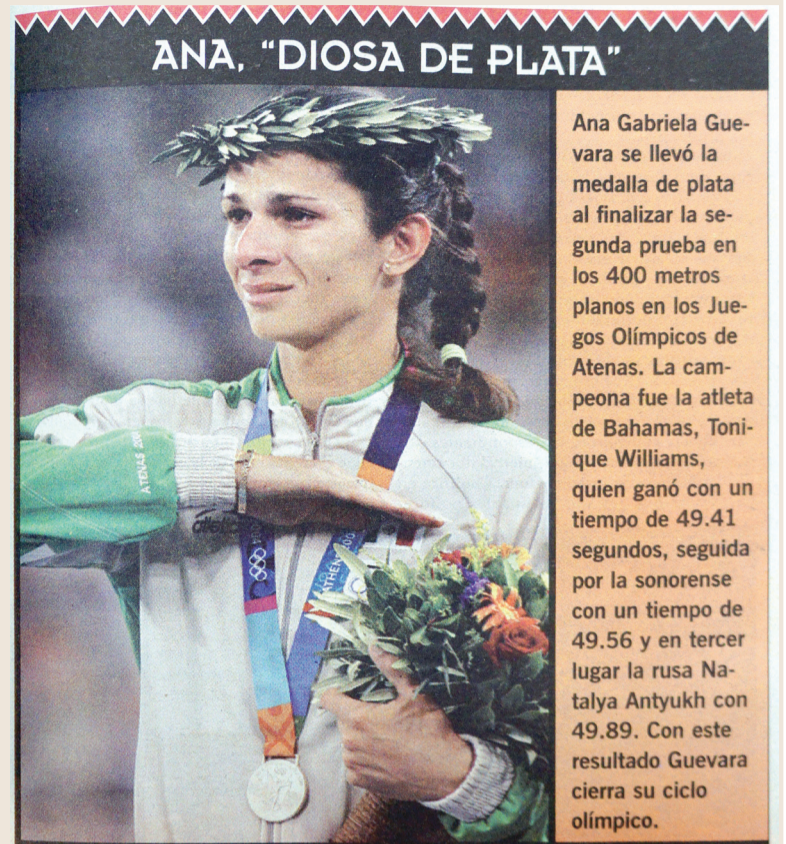 ANA, “DIOSA DE PLATA”
Ana Gabriela Gue-
vara se llevó la
medalla de plata
al finalizar la se-
gunda prueba en
los 400 metros
planos en los Jue-
gos Olímpicos de
Atenas. La cam-
peona fue la atleta
de Bahamas, Toni-
que Williams,
quien ganó con un
tiempo de 49.41
segundos, seguida
por la sonorense
con un tiempo de
49.56 y en tercer
lugar la rusa Na-
talya Antyukh con
49.89. Con este
resultado Guevara
cierra su ciclo
olímpico.
ATENAS